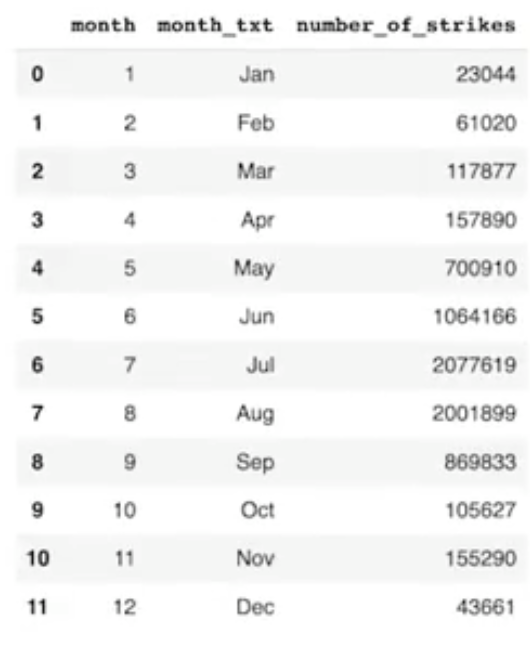 month month_txt number_of_strikes
0 1 Jan 23044
1 2 Feb 61020
2 3 Mar 117877
3 4 Apr 157890
4 5 May 700910
5 6 Jun 1064166
6 7 Jul 2077619
7 8 Aug 2001899
8 9 Sep 869833
9 10 Oct 105627
10 11 Nov 155290
11 12 Dec 43661